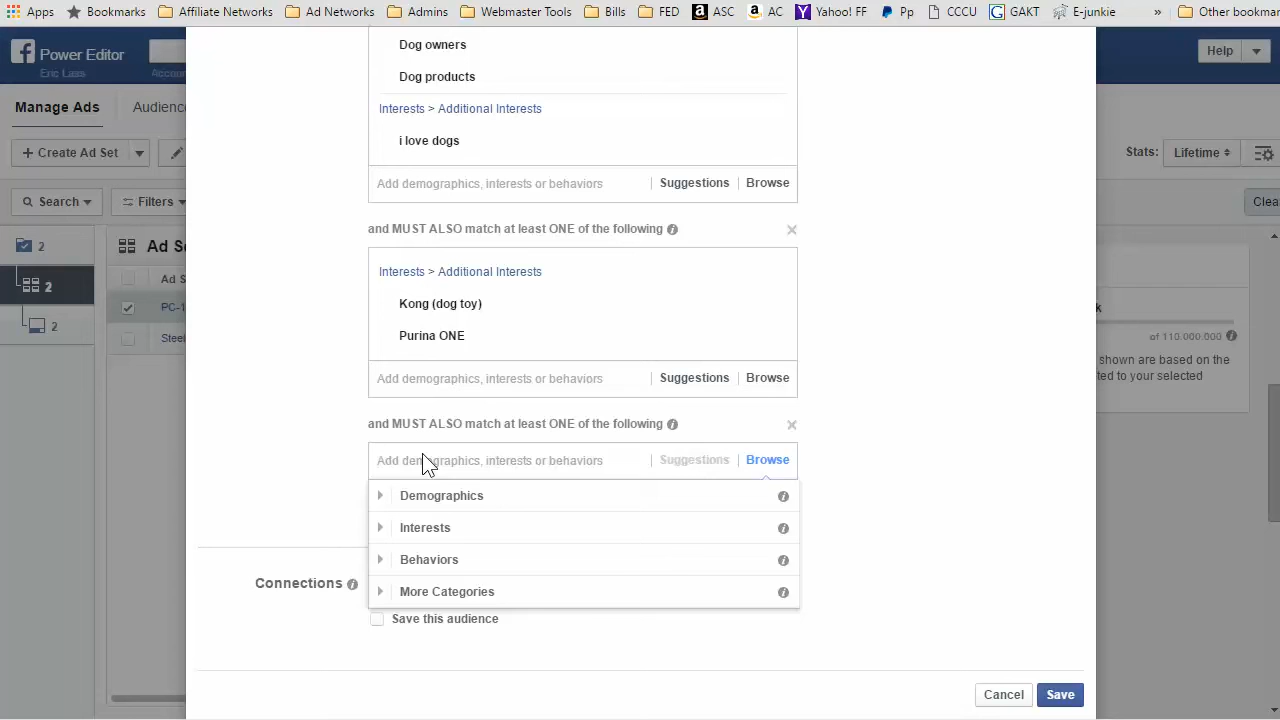 Apps Bookmarks Affiliate Networks Ad Networks Admins Webmaster Tools Bills FED ASC AC Yahoo! FF Pp CCCU GAKT E-junkie » Other bookmar
Power Editor
Eric Lass
Accoun
Help
Manage Ads Audienc
+ Create Ad Set
Stats: Lifetime
Search Filters
Clea
2
Ad Se
2
Ad S
PC-1
2
Steel
Dog owners
Dog products
Interests > Additional Interests
i love dogs
Add demographics, interests or behaviors Suggestions Browse
and MUST ALSO match at least ONE of the following
Interests > Additional Interests
Kong (dog toy)
Purina ONE
Add demographics, interests or behaviors Suggestions Browse
and MUST ALSO match at least ONE of the following
Add demographics, interests or behaviors Suggestions Browse
Demographics
Interests
Behaviors
More Categories
Connections
Save this audience
Cancel Save
k
of 110,000,000
shown are based on the
ted to your selected